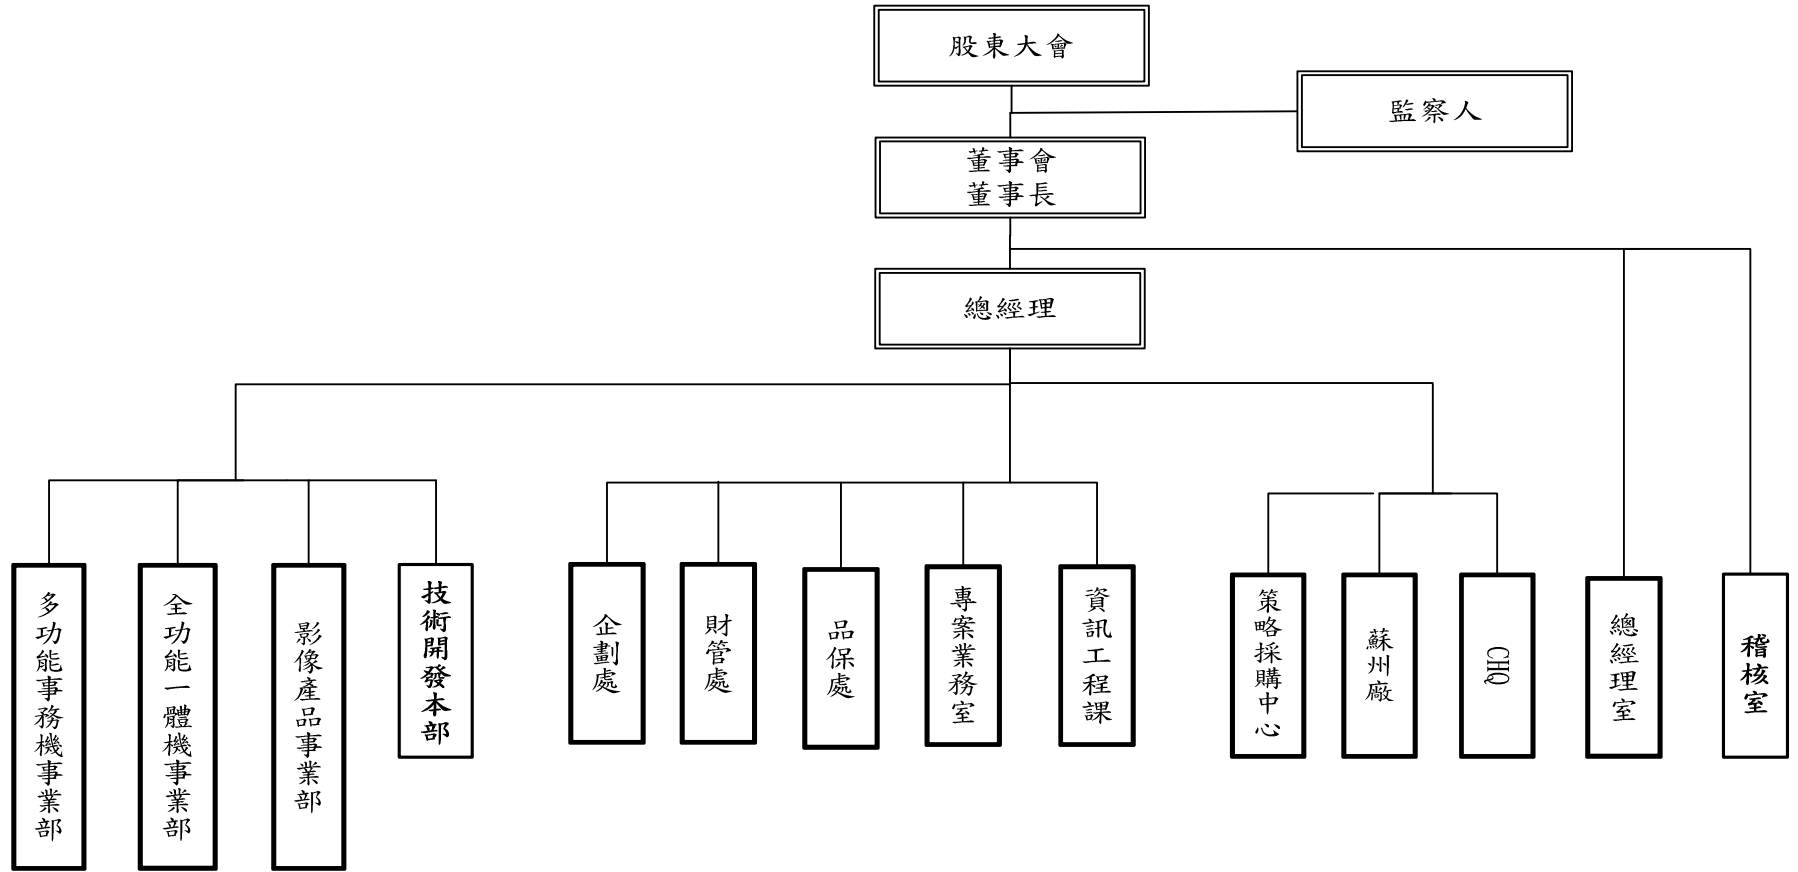 股東大會
監察人
董事會
董事長
總經理
多功能事務機事業部
全功能一體機事業部
影像產品事業部
技術開發本部
企劃處
財管處
品保處
專案業務室
資訊工程課
策略採購中心
蘇州廠
CHQ
總經理室
稽核室